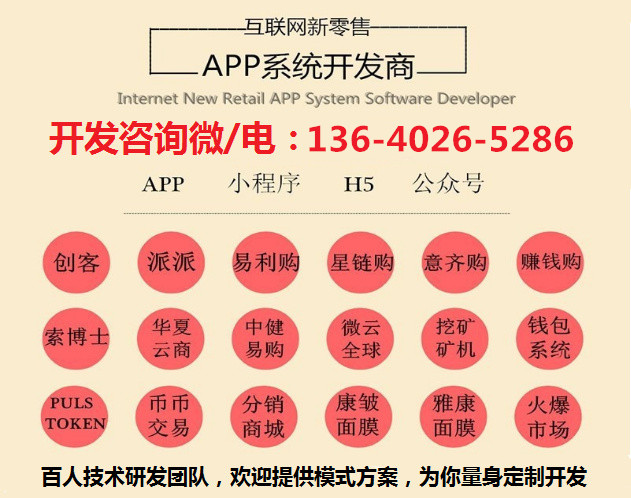 互联网新零售
APP系统开发商
Internet New Retail APP System Software Developer
开发咨询微/电：136-4026-5286
APP 小程序 H5 公众号
创客 派派 易利购 星链购 意齐购 赚钱购
索博士 华夏云商 中健易购 微云全球 挖矿矿机 钱包系统
PULS TOKEN 币币交易 分销商城 康皱面膜 雅康面膜 火爆市场
百人技术研发团队，欢迎提供模式方案，为你量身定制开发